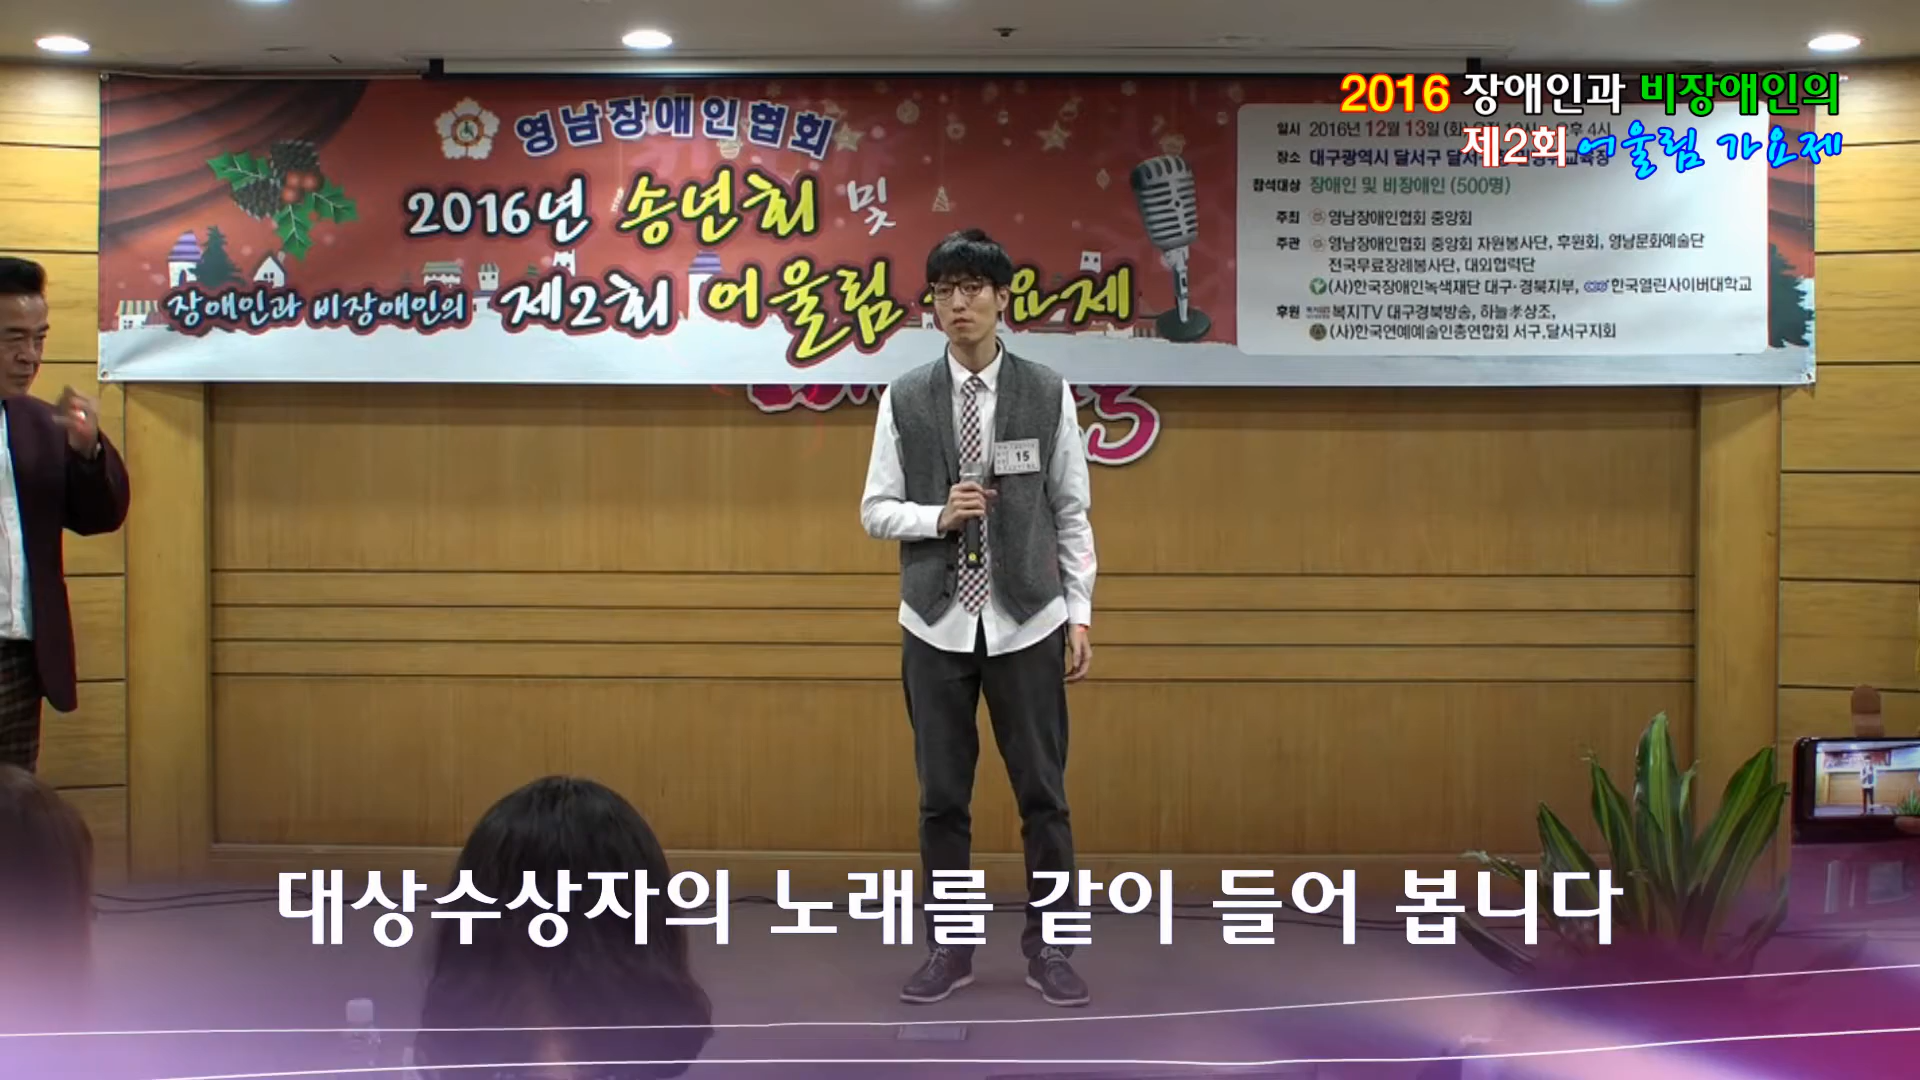 2016 장애인과 비장애인의
제2회 어울림 가요제
영남장애인협회
2016년 송년회 및
장애인과 비장애인의 제2회 어울림 요제
일시 2016년 12월 13일 (화)
장소 대구광역시 달서구
참석대상 장애인 및 비장애인 (500명)
주최 영남장애인협회 중앙회
주관 영남장애인협회 중앙회 자원봉사단, 후원회, 영남문화예술단
전국무료장례봉사단, 대외협력단
(사)한국장애인녹색재단 대구·경북지부, 한국열린사이버대학교
후원 복지TV 대구경북방송, 하늘孝상조,
(사)한국연예예술인총연합회 서구,달서구지회
15
대상수상자의 노래를 같이 들어 봅니다